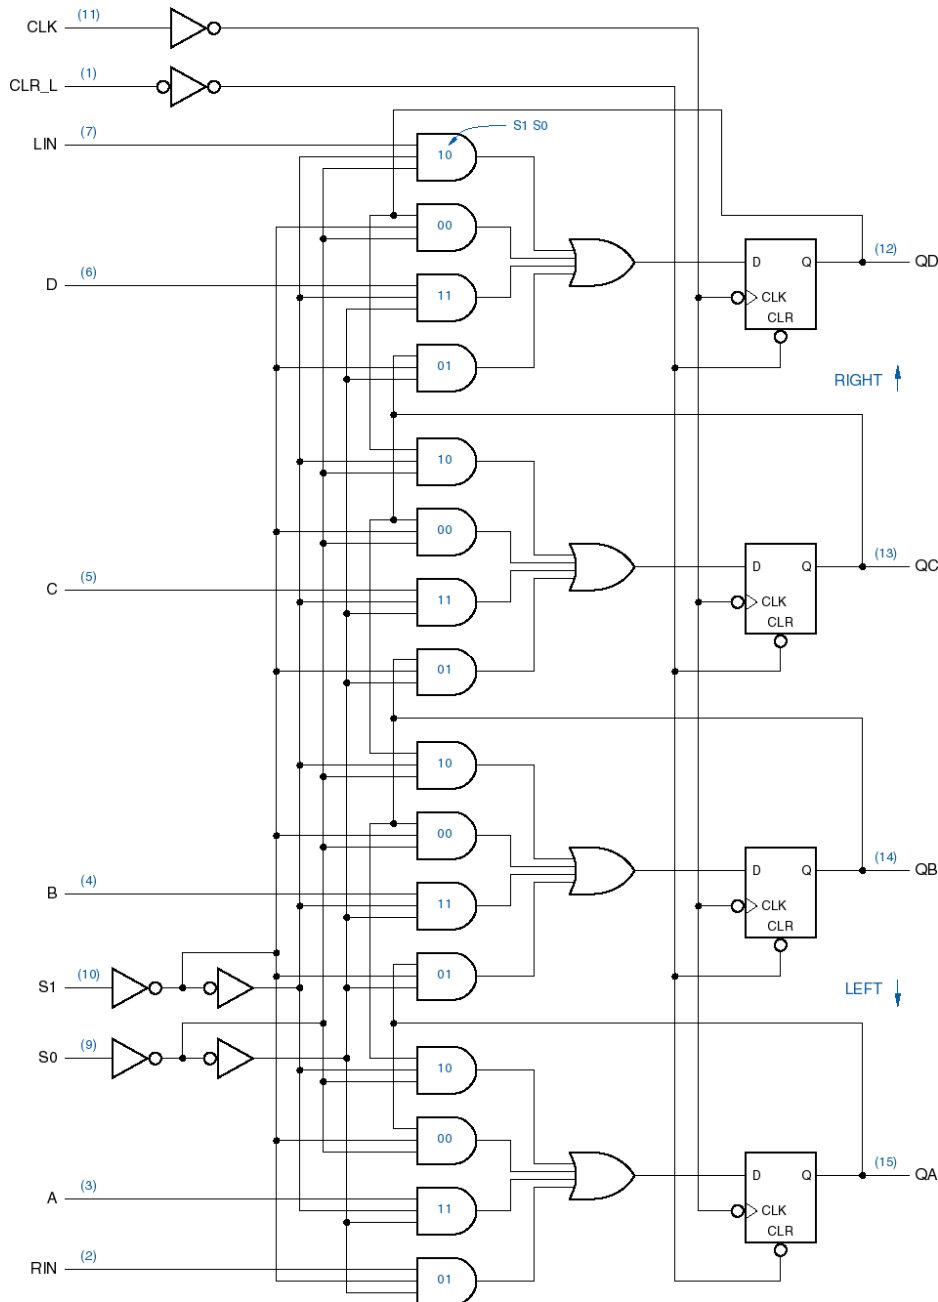 CLK (11)
CLR_L (1)
LIN (7)
S1 S0
10
00
D (6)
11
01
D Q
CLK
CLR
(12) QD
RIGHT
10
00
C (5)
11
01
D Q
CLK
CLR
(13) QC
10
00
B (4)
11
01
D Q
CLK
CLR
(14) QB
S1 (10)
LEFT
S0 (9)
10
00
A (3)
11
RIN (2)
01
D Q
CLK
CLR
(15) QA